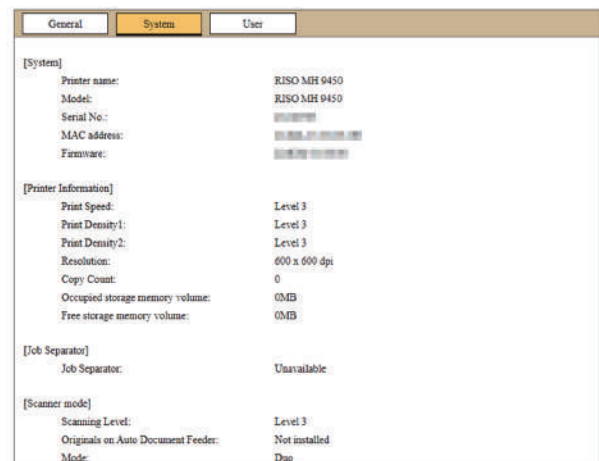 General System User
[System]
Printer name: RISO MH 9450
Model: RISO MH 9450
Serial No.:
MAC address:
Firmware:
[Printer Information]
Print Speed: Level 3
Print Density1: Level 3
Print Density2: Level 3
Resolution: 600 x 600 dpi
Copy Count: 0
Occupied storage memory volume: 0MB
Free storage memory volume: 0MB
[Job Separator]
Job Separator: Unavailable
[Scanner mode]
Scanning Level: Level 3
Originals on Auto Document Feeder: Not installed
Mode: Duo